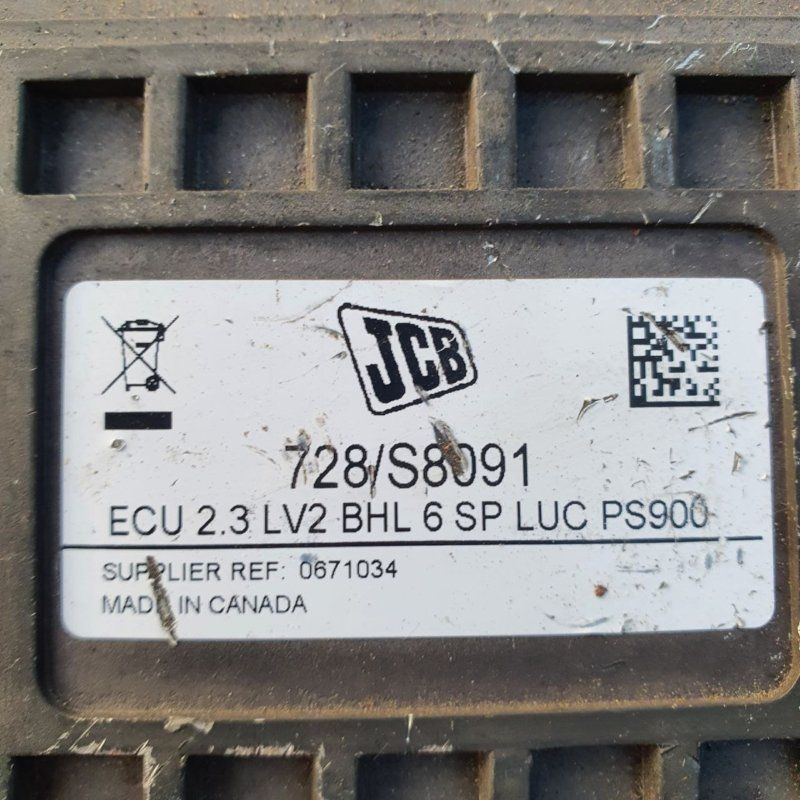 JCB
728/S8091
ECU 2.3 LV2 BHL 6 SP LUC PS900
SUPPLIER REF: 0671034
MADE IN CANADA